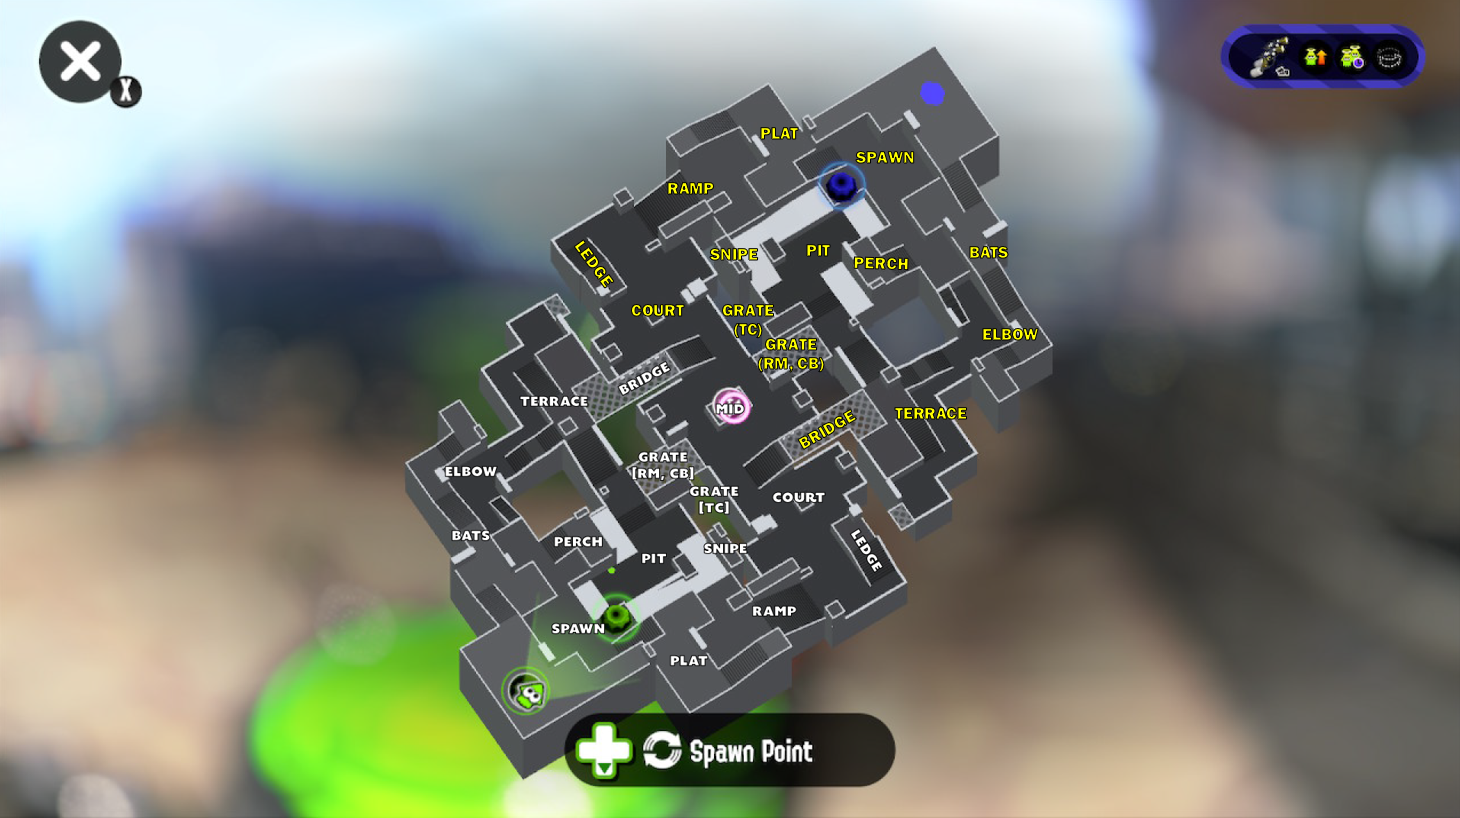 X
PLAT
SPAWN
RAMP
LEDGE
SNIPE
PIT
PERCH
BATS
COURT
GRATE
(TC)
GRATE
(RM, CB)
ELBOW
BRIDGE
TERRACE
MID
BRIDGE
TERRACE
ELBOW
GRATE
[RM, CB]
GRATE
[TC]
COURT
BATS
PERCH
PIT
SNIPE
LEDGE
SPAWN
RAMP
PLAT
Spawn Point